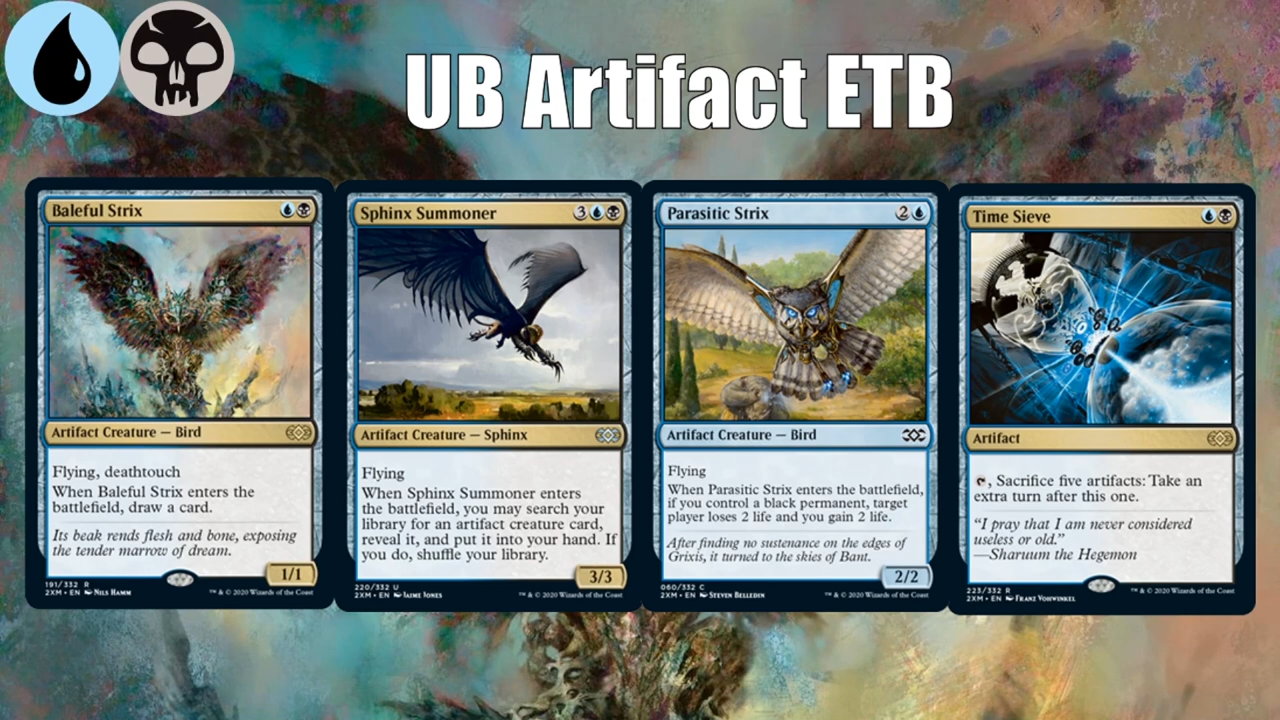 UB Artifact ETB
Baleful Strix
Artifact Creature — Bird
Flying, deathtouch
When Baleful Strix enters the
battlefield, draw a card.
Its beak rends flesh and bone, exposing
the tender marrow of dream.
1/1
191/332 R
2XM • EN NILS HAMM
™ & © 2020 Wizards of the Coast
Sphinx Summoner
3
Artifact Creature — Sphinx
Flying
When Sphinx Summoner enters
the battlefield, you may search your
library for an artifact creature card,
reveal it, and put it into your hand. If
you do, shuffle your library.
3/3
220/332 U
2XM • EN JAIME JONES
™ & © 2020 Wizards of the Coast
Parasitic Strix
2
Artifact Creature — Bird
Flying
When Parasitic Strix enters the battlefield,
if you control a black permanent, target
player loses 2 life and you gain 2 life.
After finding no sustenance on the edges of
Grixis, it turned to the skies of Bant.
2/2
060/332 C
2XM • EN STEVEN BELLEDIN
™ & © 2020 Wizards of the Coast
Time Sieve
Artifact
, Sacrifice five artifacts: Take an
extra turn after this one.
“I pray that I am never considered
useless or old.”
—Sharuum the Hegemon
223/332 R
2XM • EN FRANZ VOHWINKEL
™ & © 2020 Wizards of the Coast